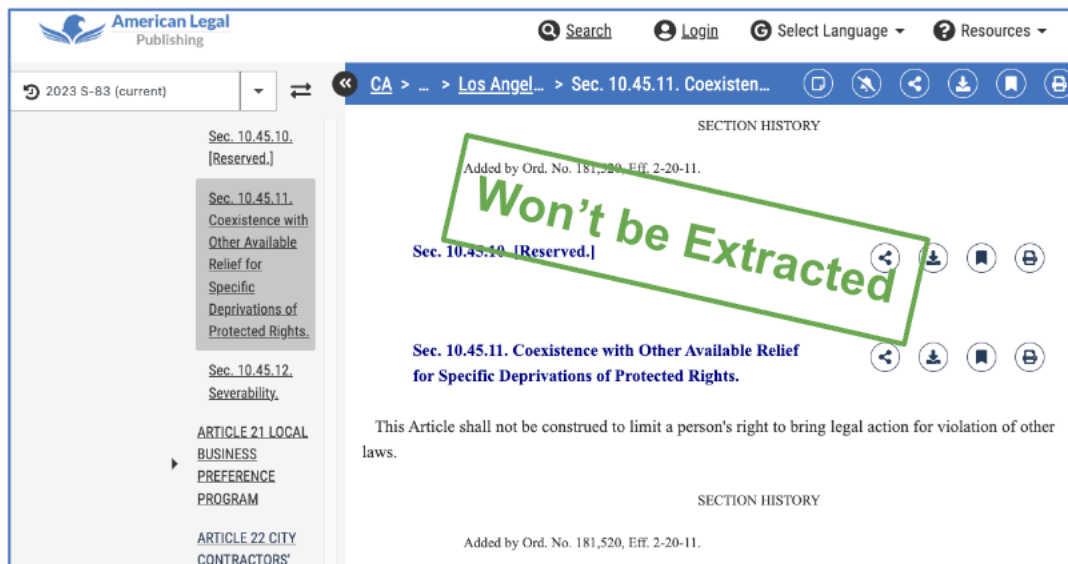 American Legal
Publishing
Search
Login
Select Language
Resources
2023 S-83 (current)
CA > ... > Los Angel... > Sec. 10.45.11. Coexisten...
Sec. 10.45.10.
[Reserved.]
Sec. 10.45.11.
Coexistence with
Other Available
Relief for
Specific
Deprivations of
Protected Rights.
Sec. 10.45.12.
Severability.
ARTICLE 21 LOCAL
BUSINESS
PREFERENCE
PROGRAM
ARTICLE 22 CITY
CONTRACTORS'
SECTION HISTORY
Added by Ord. No. 181,520, Eff. 2-20-11.
Won't be Extracted
Sec. 10.45.10. [Reserved.]
Sec. 10.45.11. Coexistence with Other Available Relief
for Specific Deprivations of Protected Rights.
This Article shall not be construed to limit a person's right to bring legal action for violation of other
laws.
SECTION HISTORY
Added by Ord. No. 181,520, Eff. 2-20-11.